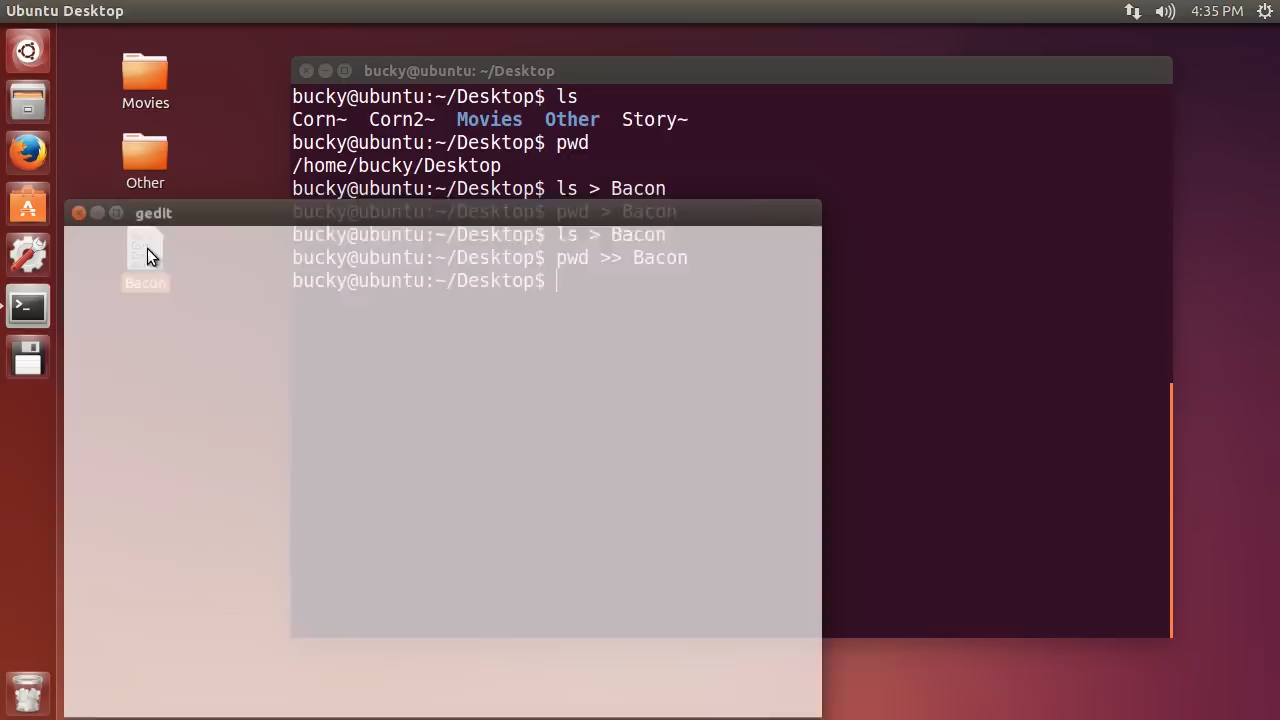 Ubuntu Desktop
4:35 PM
Movies
Other
Bacon
bucky@ubuntu: ~/Desktop
bucky@ubuntu:~/Desktop$ ls
Corn~ Corn2~ Movies Other Story~
bucky@ubuntu:~/Desktop$ pwd
/home/bucky/Desktop
bucky@ubuntu:~/Desktop$ ls > Bacon
bucky@ubuntu:~/Desktop$ pwd > Bacon
bucky@ubuntu:~/Desktop$ ls > Bacon
bucky@ubuntu:~/Desktop$ pwd >> Bacon
bucky@ubuntu:~/Desktop$
gedit